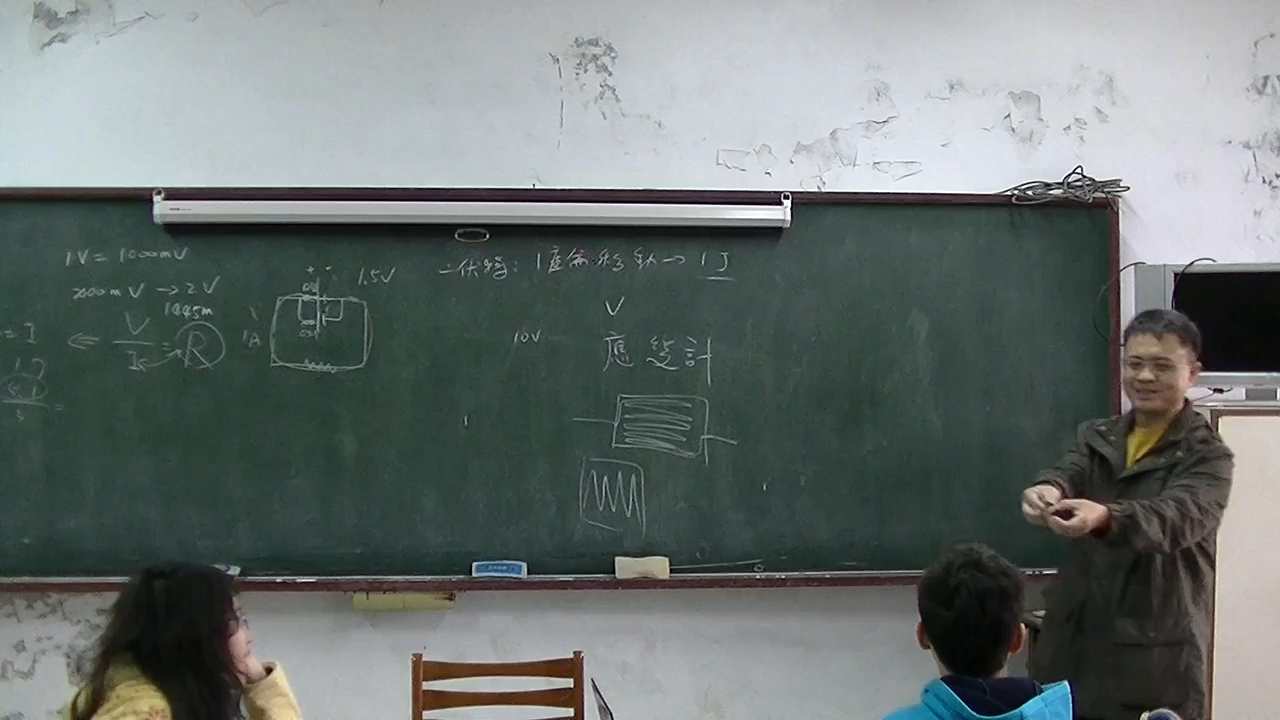 1V = 1000mV
2000mV → 2V
V
I
R
+ -
1.5V
1A
一伏特: 1庫侖移動→ 1J
V
10V
應變計